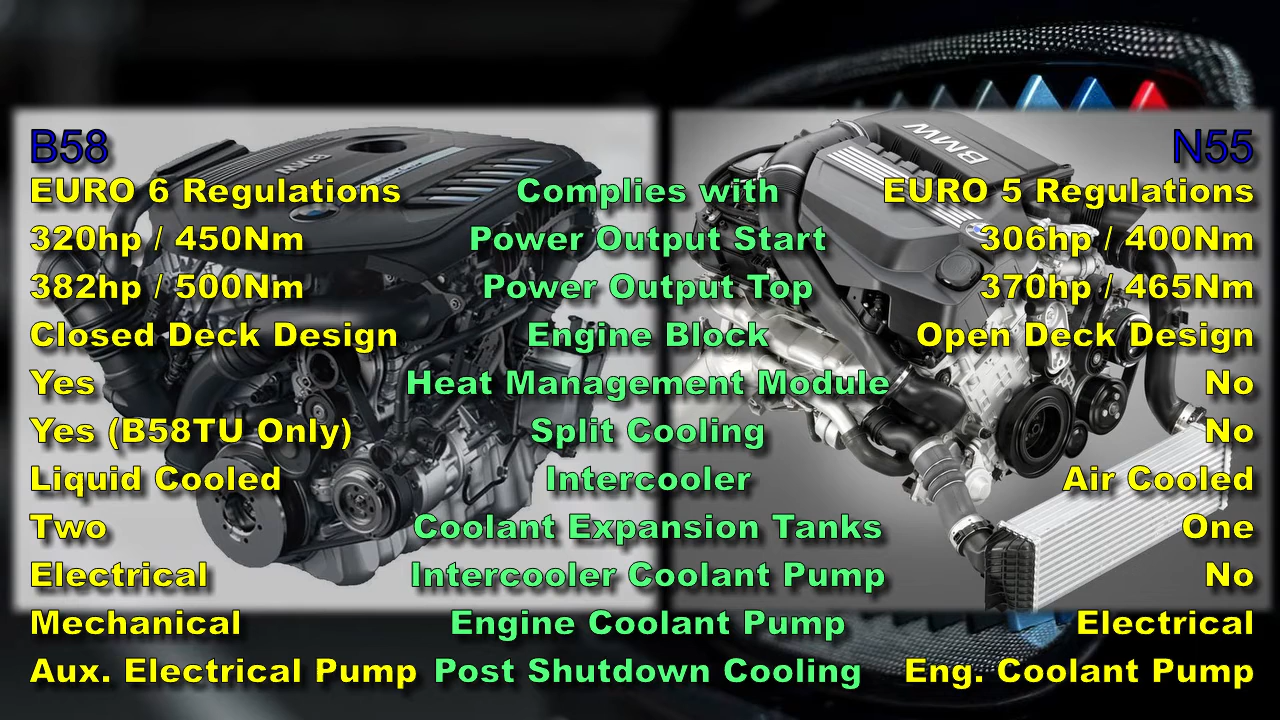 B58 N55
EURO 6 Regulations Complies with EURO 5 Regulations
320hp / 450Nm Power Output Start 306hp / 400Nm
382hp / 500Nm Power Output Top 370hp / 465Nm
Closed Deck Design Engine Block Open Deck Design
Yes Heat Management Module No
Yes (B58TU Only) Split Cooling No
Liquid Cooled Intercooler Air Cooled
Two Coolant Expansion Tanks One
Electrical Intercooler Coolant Pump No
Mechanical Engine Coolant Pump Electrical
Aux. Electrical Pump Post Shutdown Cooling Eng. Coolant Pump
BMW
BMW